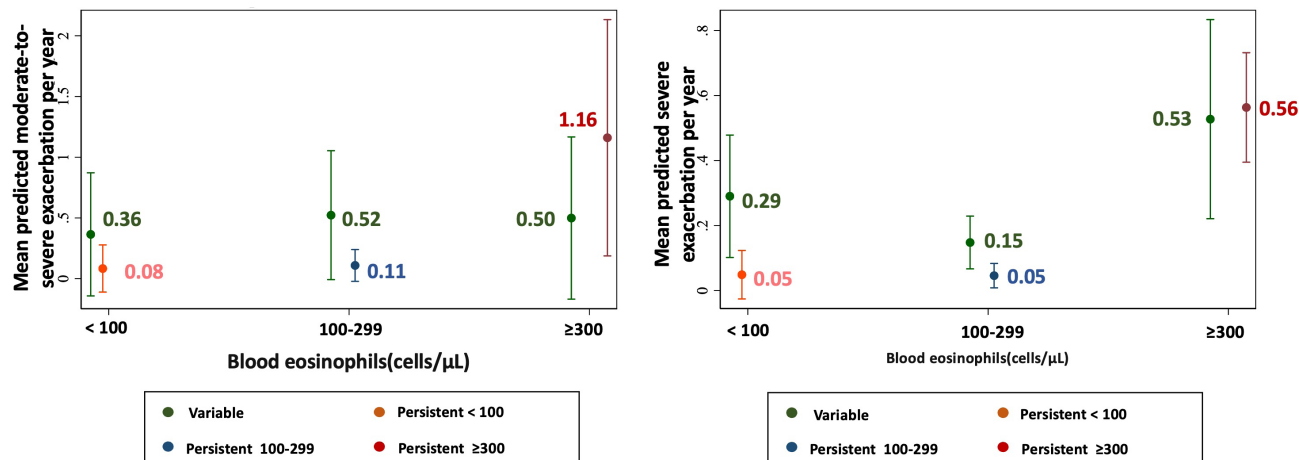 Mean predicted moderate-to-
severe exacerbation per year
2
1.5
1
.5
0
0.36
0.08
0.52
0.11
0.50
1.16
< 100
100-299
≥300
Blood eosinophils(cells/µL)
Variable
Persistent < 100
Persistent 100-299
Persistent ≥300
Mean predicted severe
exacerbation per year
.8
.6
.4
.2
0
0.29
0.05
0.15
0.05
0.53
0.56
< 100
100-299
≥300
Blood eosinophils(cells/µL)
Variable
Persistent < 100
Persistent 100-299
Persistent ≥300